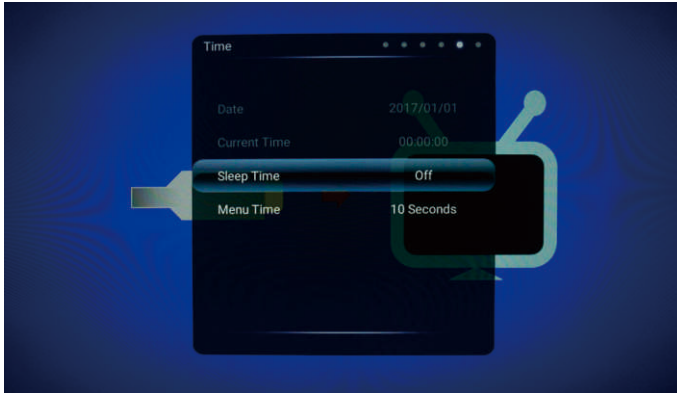 Time
Date 2017/01/01
Current Time 00:00:00
Sleep Time Off
Menu Time 10 Seconds